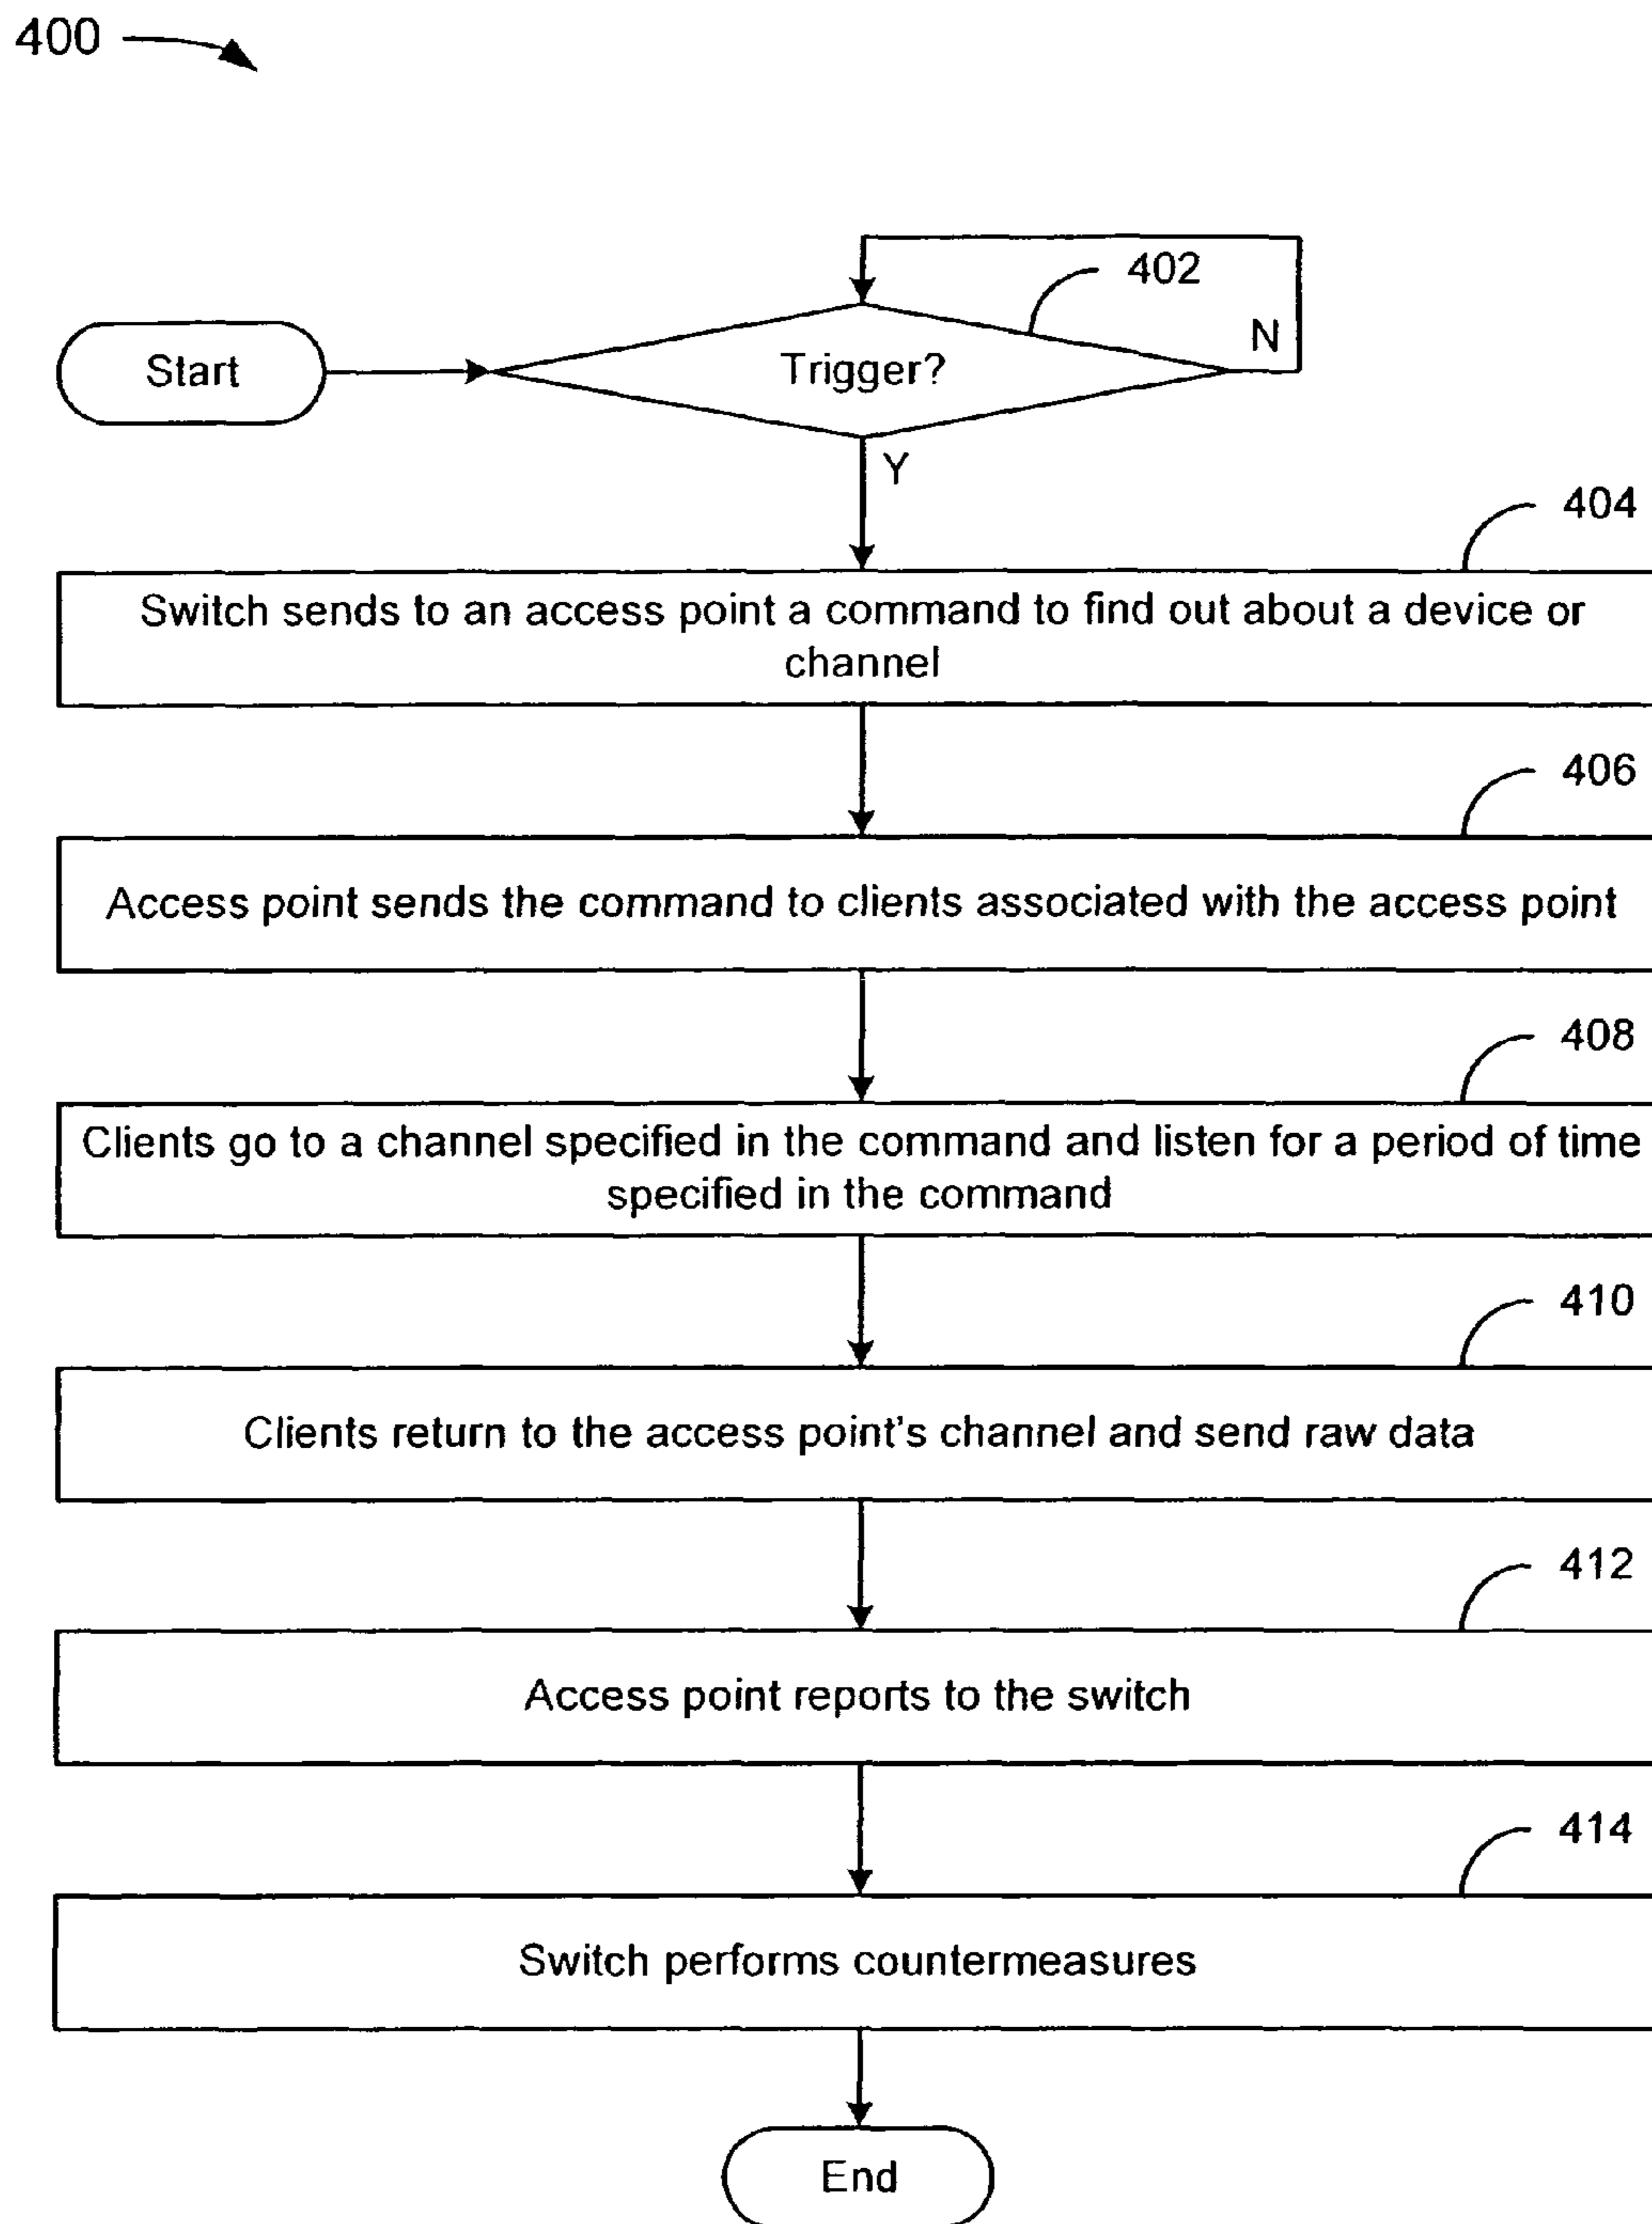 400
402
N
Start
Trigger?
Y
404
Switch sends to an access point a command to find out about a device or
channel
406
Access point sends the command to clients associated with the access point
408
Clients go to a channel specified in the command and listen for a period of time
specified in the command
410
Clients return to the access point's channel and send raw data
412
Access point reports to the switch
414
Switch performs countermeasures
End